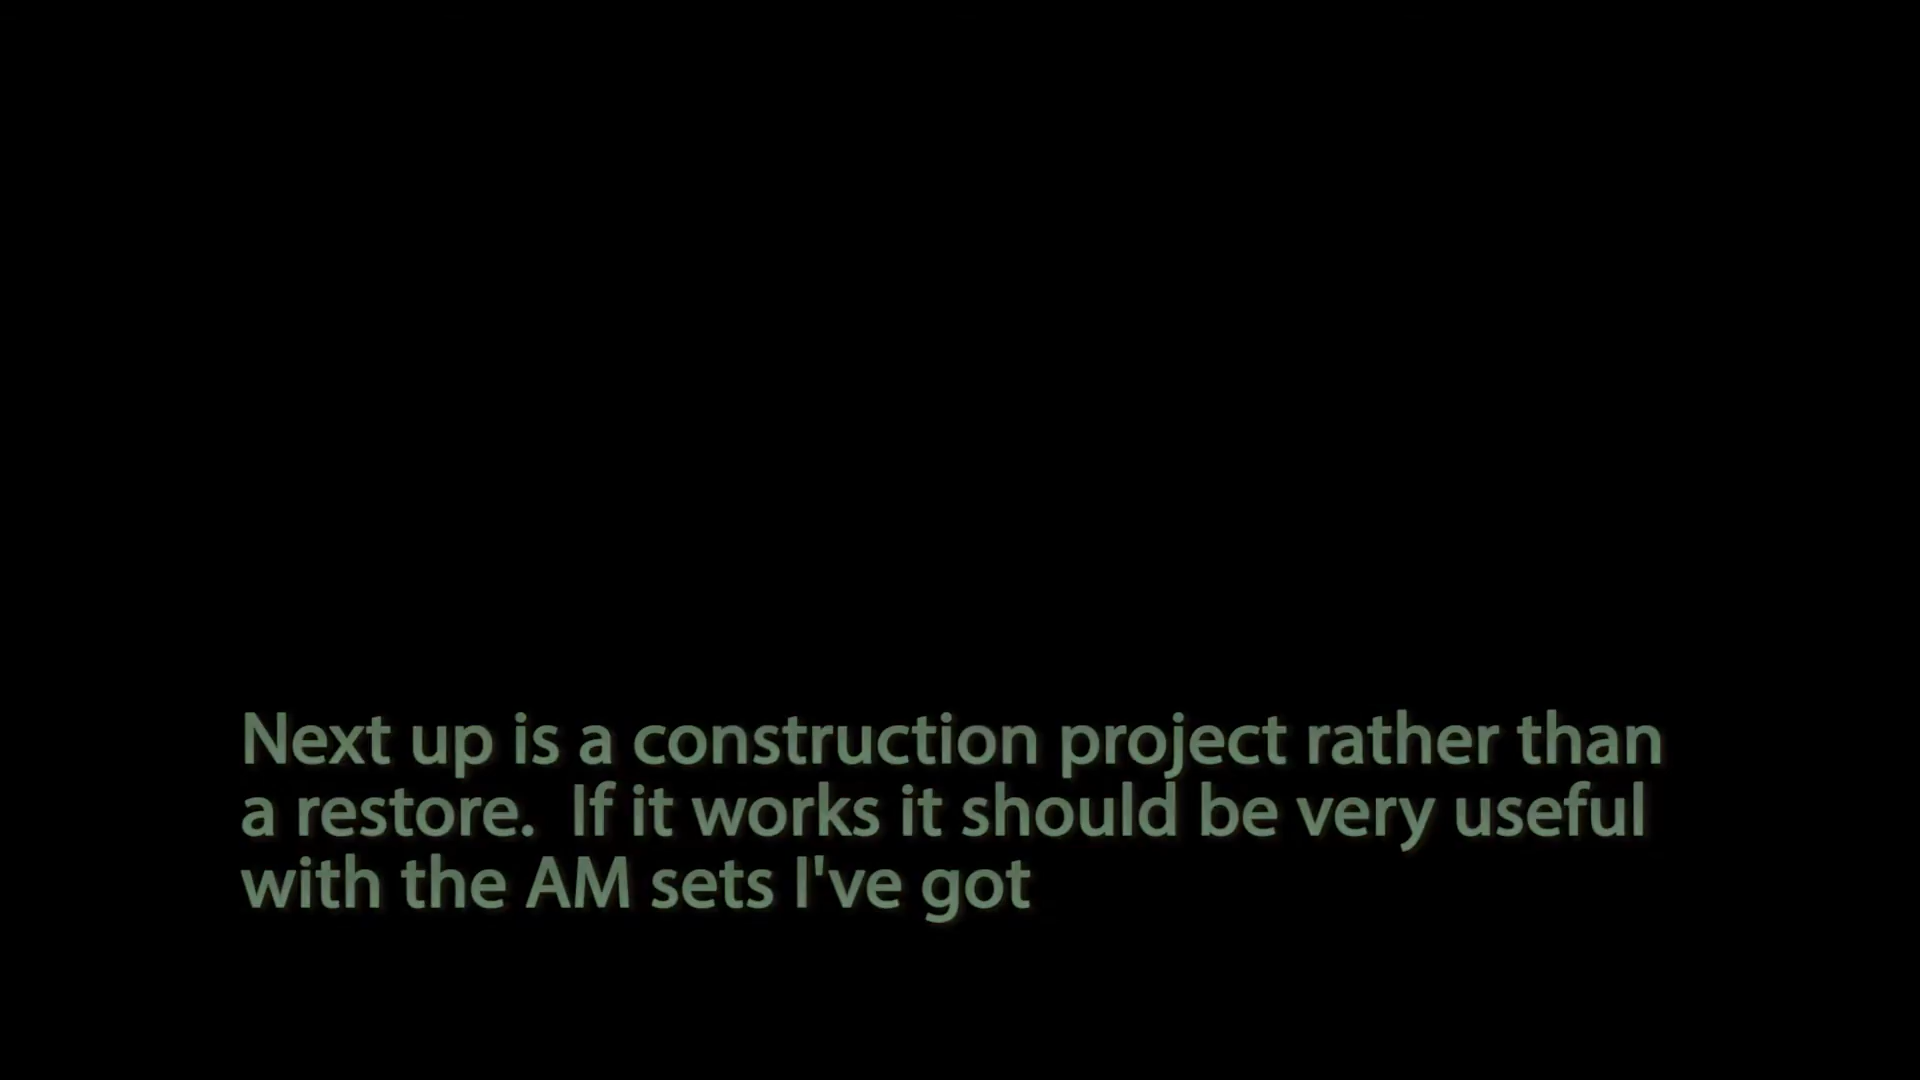 Next up is a construction project rather than
a restore.  If it works it should be very useful
with the AM sets I've got